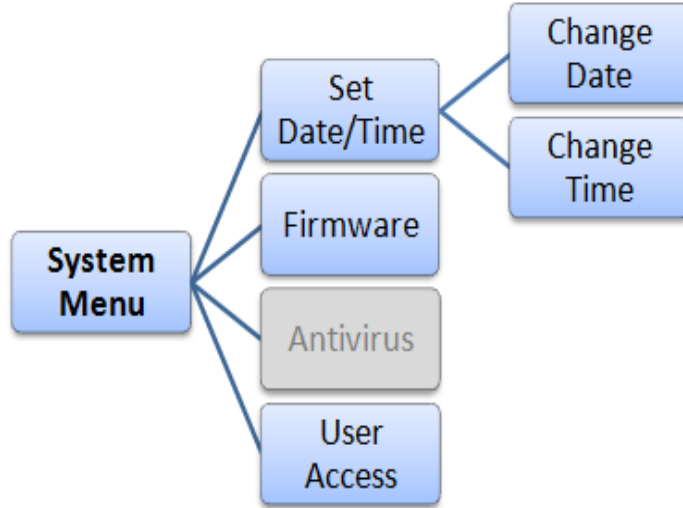 System
Menu
Set
Date/Time
Change
Date
Change
Time
Firmware
Antivirus
User
Access